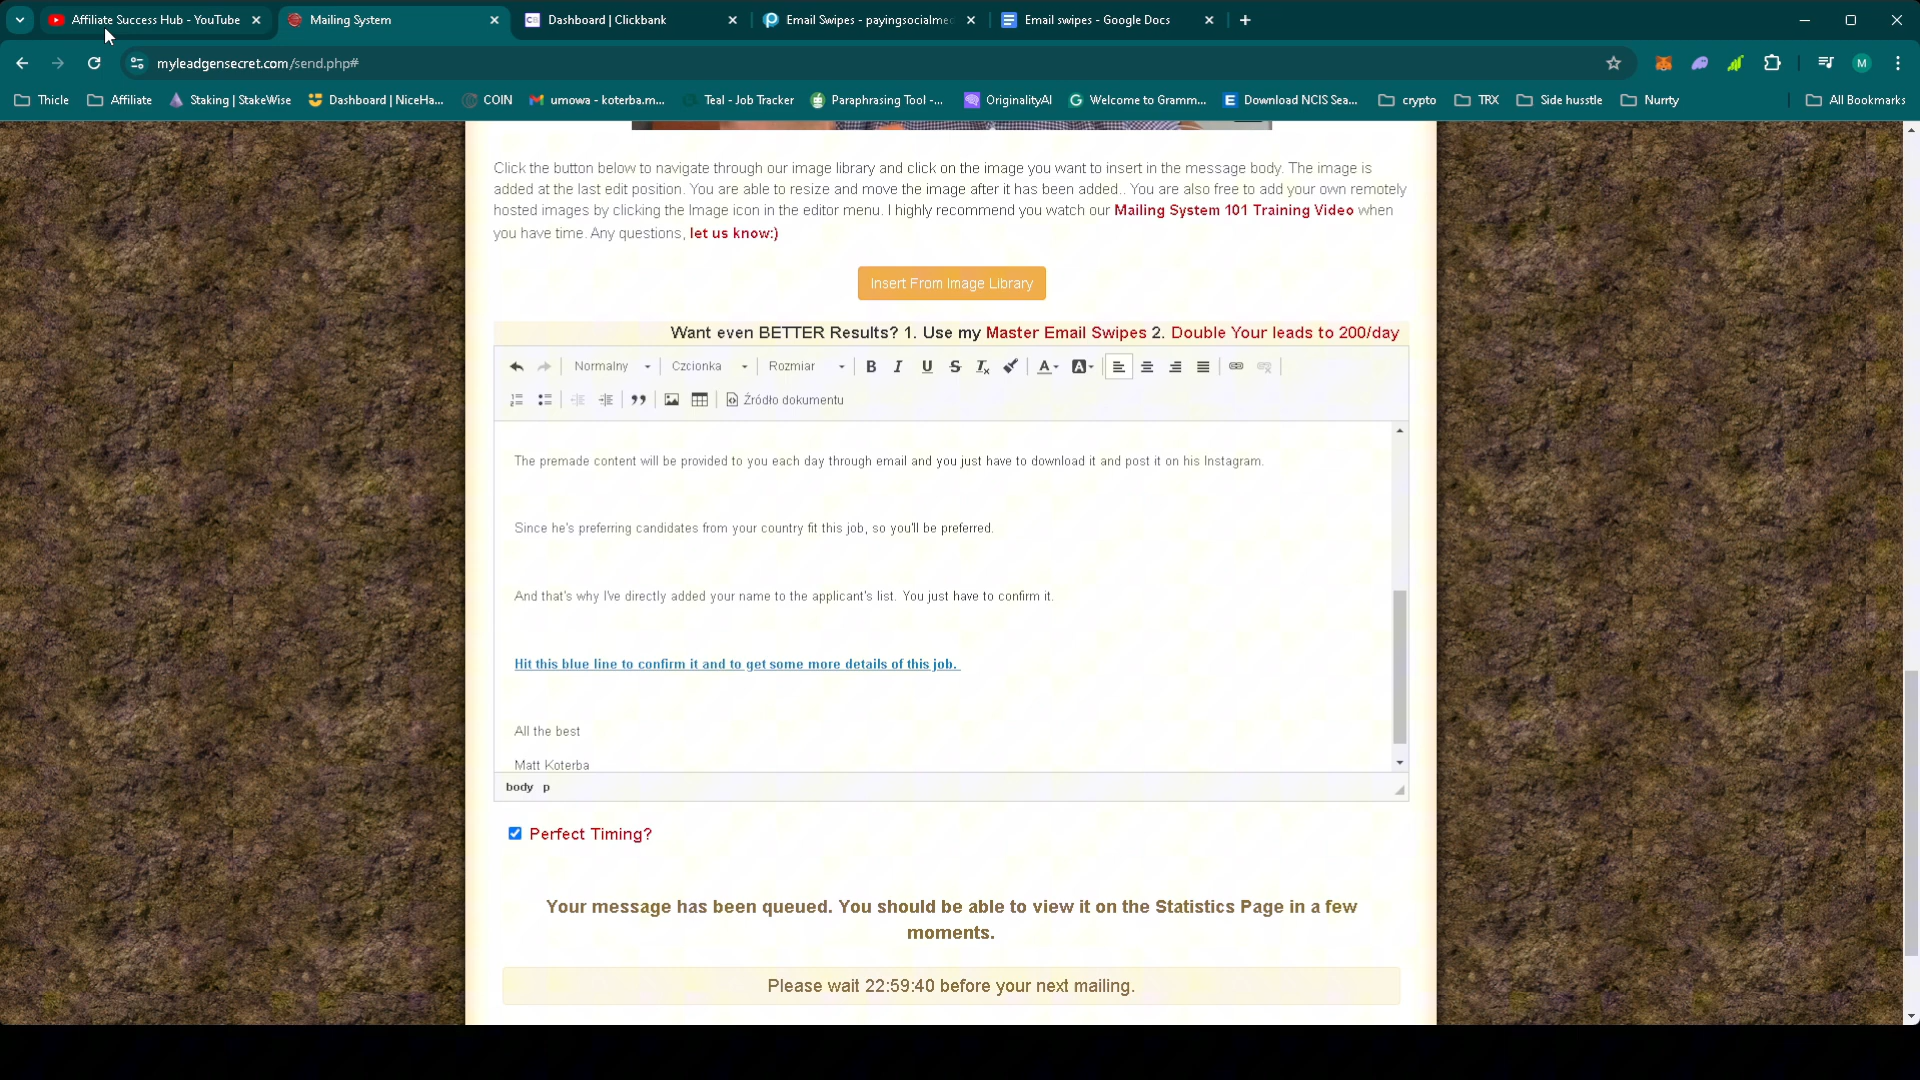 Affiliate Success Hub - YouTube
Mailing System
Dashboard | Clickbank
Email Swipes - payingsocialmed
Email swipes - Google Docs
myleadgensecret.com/send.php#
M
Thicle
Affiliate
Staking | StakeWise
Dashboard | NiceHa...
COIN
umowa - koterba.m...
Teal - Job Tracker
Paraphrasing Tool -...
OriginalityAI
Welcome to Gramm...
Download NCIS Sea...
crypto
TRX
Side husstle
Nurrty
All Bookmarks
Click the button below to navigate through our image library and click on the image you want to insert in the message body. The image is
added at the last edit position. You are able to resize and move the image after it has been added.. You are also free to add your own remotely
hosted images by clicking the Image icon in the editor menu. I highly recommend you watch our Mailing System 101 Training Video when
you have time. Any questions, let us know:)
Insert From Image Library
Want even BETTER Results? 1. Use my Master Email Swipes 2. Double Your leads to 200/day
Normalny
Czcionka
Rozmiar
Źródło dokumentu
The premade content will be provided to you each day through email and you just have to download it and post it on his Instagram.
Since he's preferring candidates from your country fit this job, so you'll be preferred.
And that's why I've directly added your name to the applicant's list. You just have to confirm it.
Hit this blue line to confirm it and to get some more details of this job.
All the best
Matt Koterba
body p
Perfect Timing?
Your message has been queued. You should be able to view it on the Statistics Page in a few
moments.
Please wait 22:59:40 before your next mailing.